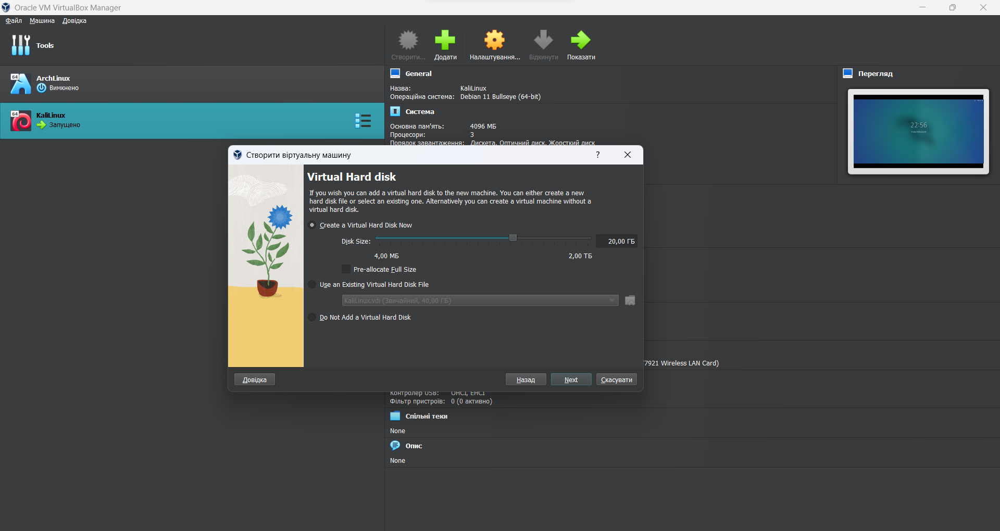 Oracle VM VirtualBox Manager
Файл Машина Довідка
Tools
Створити... Додати Налаштування... Відкинути Показати
64
ArchLinux
Вимкнено
64
KaliLinux
Запущено
General
Назва: KaliLinux
Операційна система: Debian 11 Bullseye (64-bit)
Система
Основна пам'ять: 4096 МБ
Процесори: 3
Порядок завантаження: Дискета, Оптичний диск, Жорсткий диск
Перегляд
22:56
Створити віртуальну машину ?
Virtual Hard disk
If you wish you can add a virtual hard disk to the new machine. You can either create a new
hard disk file or select an existing one. Alternatively you can create a virtual machine without a
virtual hard disk.
Create a Virtual Hard Disk Now
Disk Size: 20,00 ГБ
4,00 МБ 2,00 ТБ
Pre-allocate Full Size
Use an Existing Virtual Hard Disk File
KaliLinux.vdi (Звичайний, 40,00 ГБ)
Do Not Add a Virtual Hard Disk
Довідка Назад Next Скасувати
7921 Wireless LAN Card)
Контролер USB: OHCI, EHCI
Фільтр пристроїв: 0 (0 активно)
Спільні теки
None
Опис
None